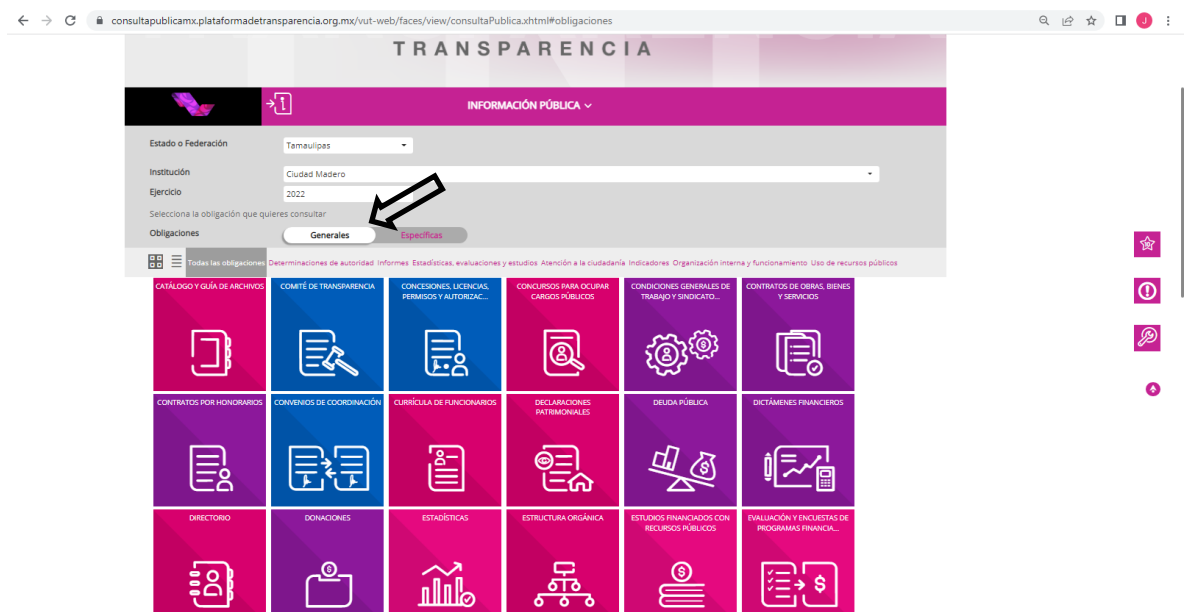 consultapublicamx.plataformadetransparencia.org.mx/vut-web/faces/view/consultaPublica.xhtml#obligaciones
J
TRANSPARENCIA
INFORMACIÓN PÚBLICA
Estado o Federación
Tamaulipas
Institución
Ciudad Madero
Ejercicio
2022
Selecciona la obligación que quieres consultar
Obligaciones
Generales
Específicas
Todas las obligaciones Determinaciones de autoridad Informes Estadísticas, evaluaciones y estudios Atención a la ciudadanía Indicadores Organización interna y funcionamiento Uso de recursos públicos
CATÁLOGO Y GUÍA DE ARCHIVOS
COMITÉ DE TRANSPARENCIA
CONCESIONES, LICENCIAS,
PERMISOS Y AUTORIZAC...
CONCURSOS PARA OCUPAR
CARGOS PÚBLICOS
CONDICIONES GENERALES DE
TRABAJO Y SINDICATO...
CONTRATOS DE OBRAS, BIENES
Y SERVICIOS
CONTRATOS POR HONORARIOS
CONVENIOS DE COORDINACIÓN
CURRÍCULA DE FUNCIONARIOS
DECLARACIONES
PATRIMONIALES
DEUDA PÚBLICA
DICTÁMENES FINANCIEROS
DIRECTORIO
DONACIONES
ESTADÍSTICAS
ESTRUCTURA ORGÁNICA
ESTUDIOS FINANCIADOS CON
RECURSOS PÚBLICOS
EVALUACIÓN Y ENCUESTAS DE
PROGRAMAS FINANCIA...